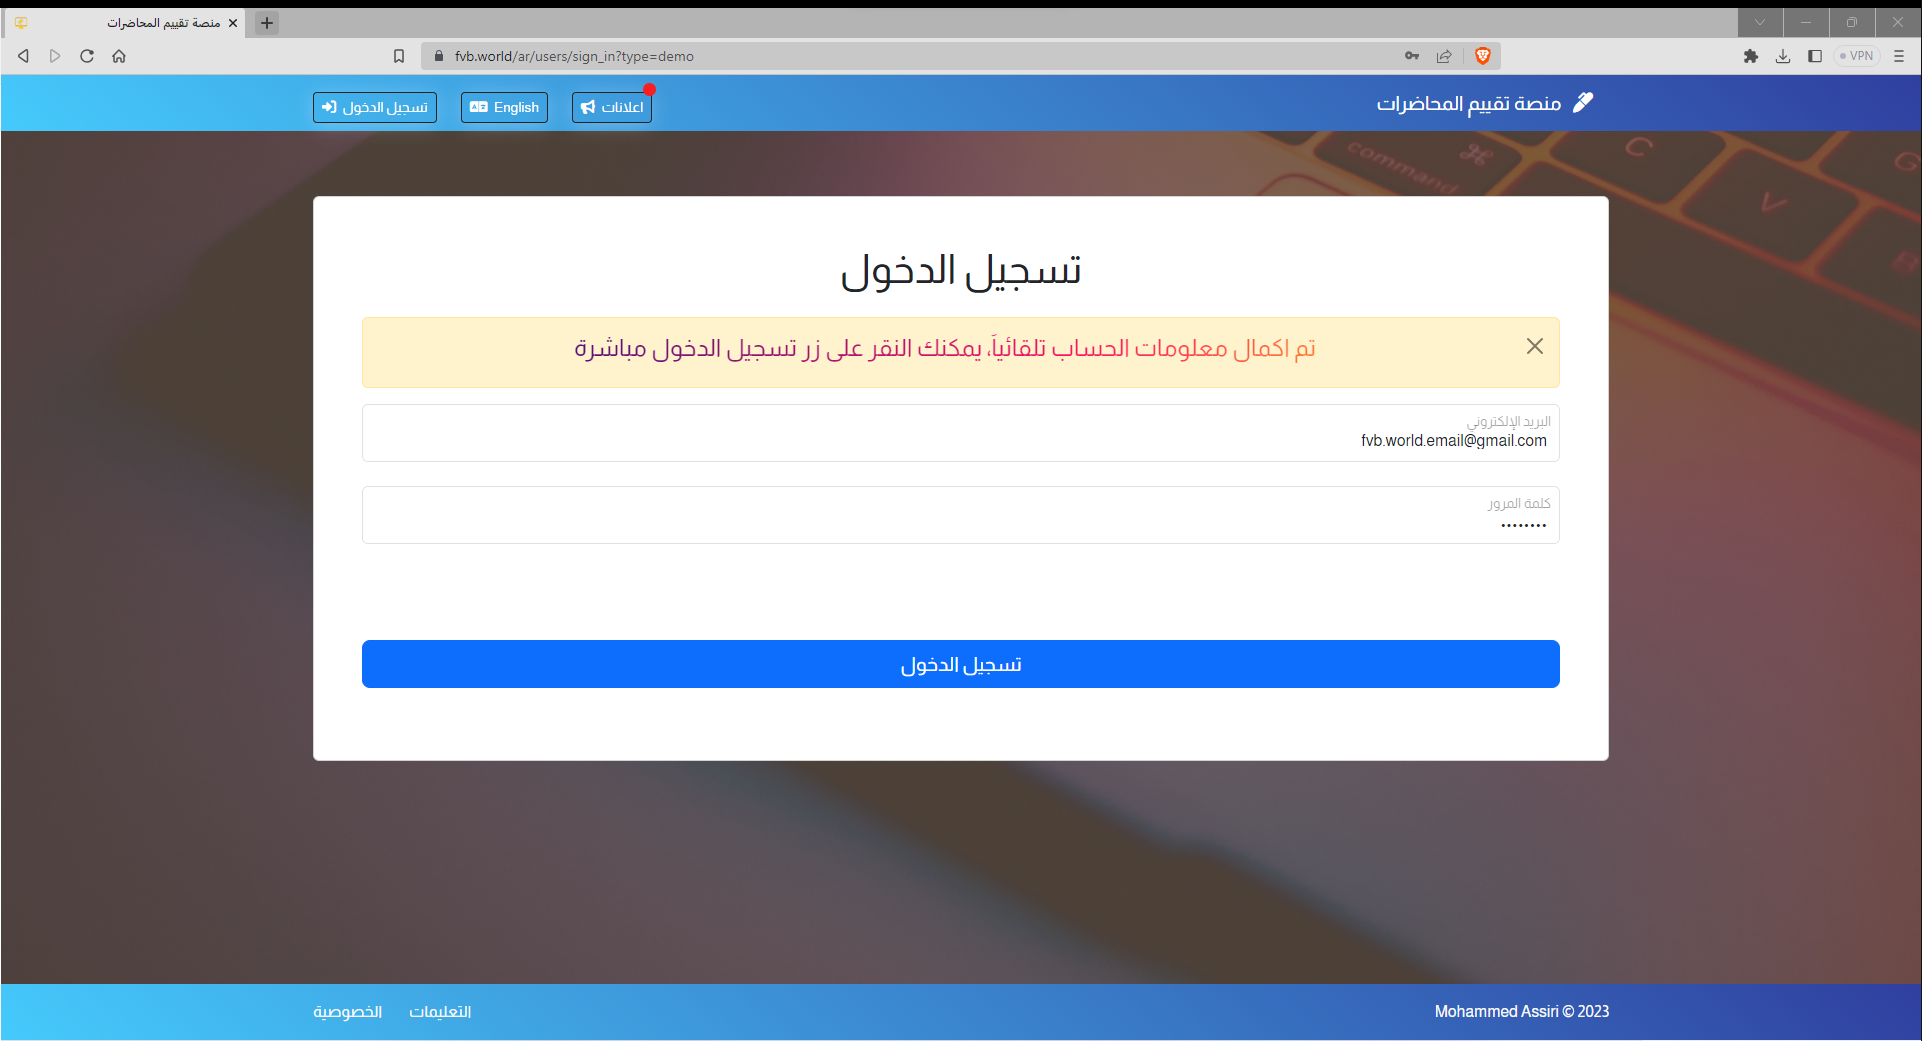 منصة تقييم المحاضرات
fvb.world/ar/users/sign_in?type=demo
VPN
منصة تقييم المحاضرات
اعلانات
English
تسجيل الدخول
command
⌘
C
V
G
B
تسجيل الدخول
تم اكمال معلومات الحساب تلقائياً، يمكنك النقر على زر تسجيل الدخول مباشرة
البريد الإلكتروني
fvb.world.email@gmail.com
كلمة المرور
••••••••
تسجيل الدخول
Mohammed Assiri © 2023
التعليمات
الخصوصية